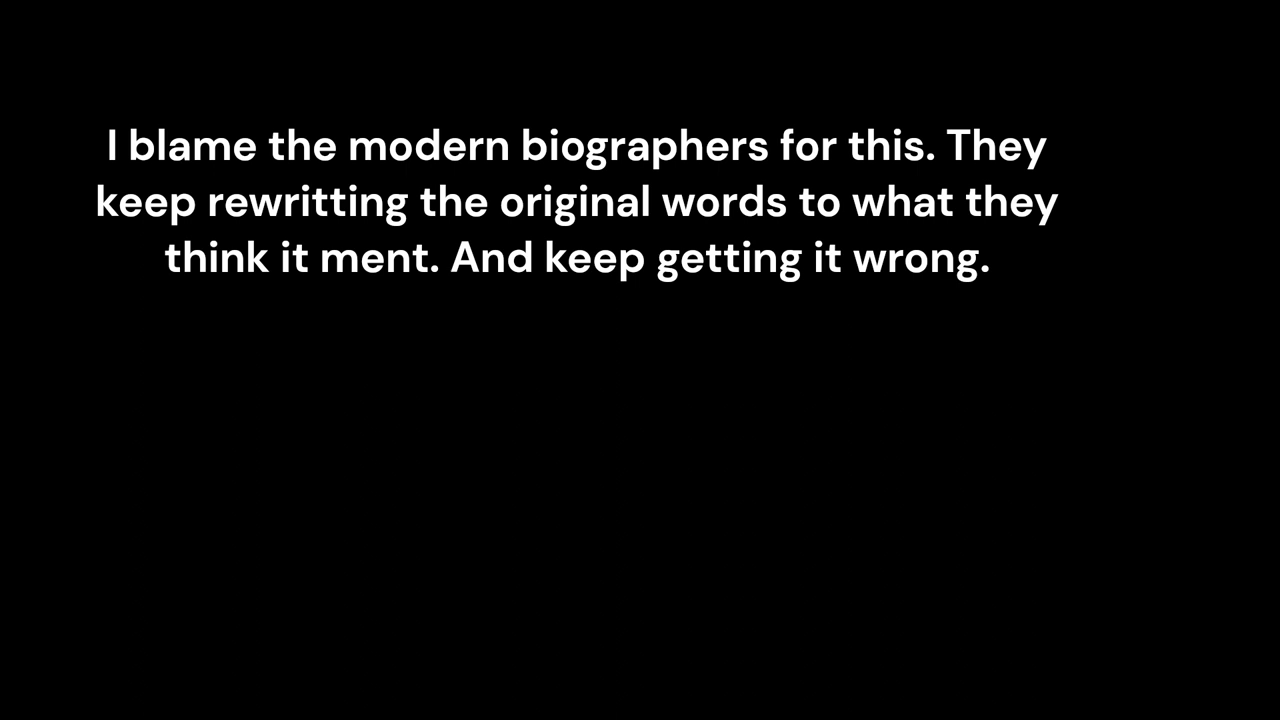 I blame the modern biographers for this. They
keep rewritting the original words to what they
think it ment. And keep getting it wrong.